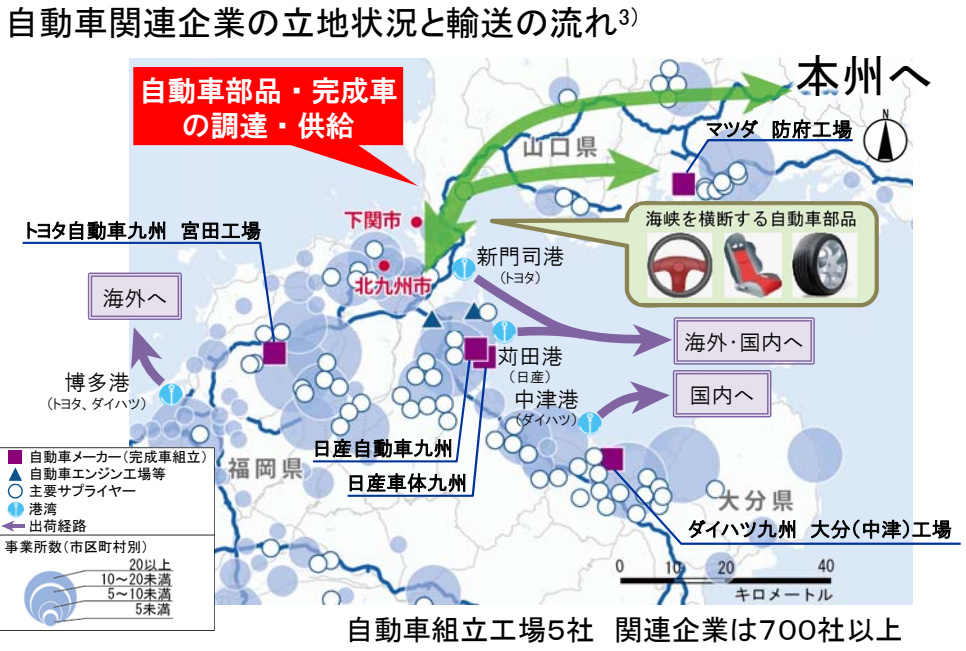 自動車関連企業の立地状況と輸送の流れ3)
自動車部品・完成車
の調達・供給
本州へ
N
マツダ 防府工場
山口県
下関市
海峡を横断する自動車部品
トヨタ自動車九州 宮田工場
新門司港
(トヨタ)
北九州市
海外へ
海外・国内へ
苅田港
(日産)
博多港
(トヨタ、ダイハツ)
国内へ
中津港
(ダイハツ)
日産自動車九州
日産車体九州
福岡県
大分県
ダイハツ九州 大分(中津)工場
自動車メーカー(完成車組立)
自動車エンジン工場等
主要サプライヤー
港湾
出荷経路
事業所数(市区町村別)
20以上
10～20未満
5～10未満
5未満
0 10 20 40
キロメートル
自動車組立工場5社 関連企業は700社以上